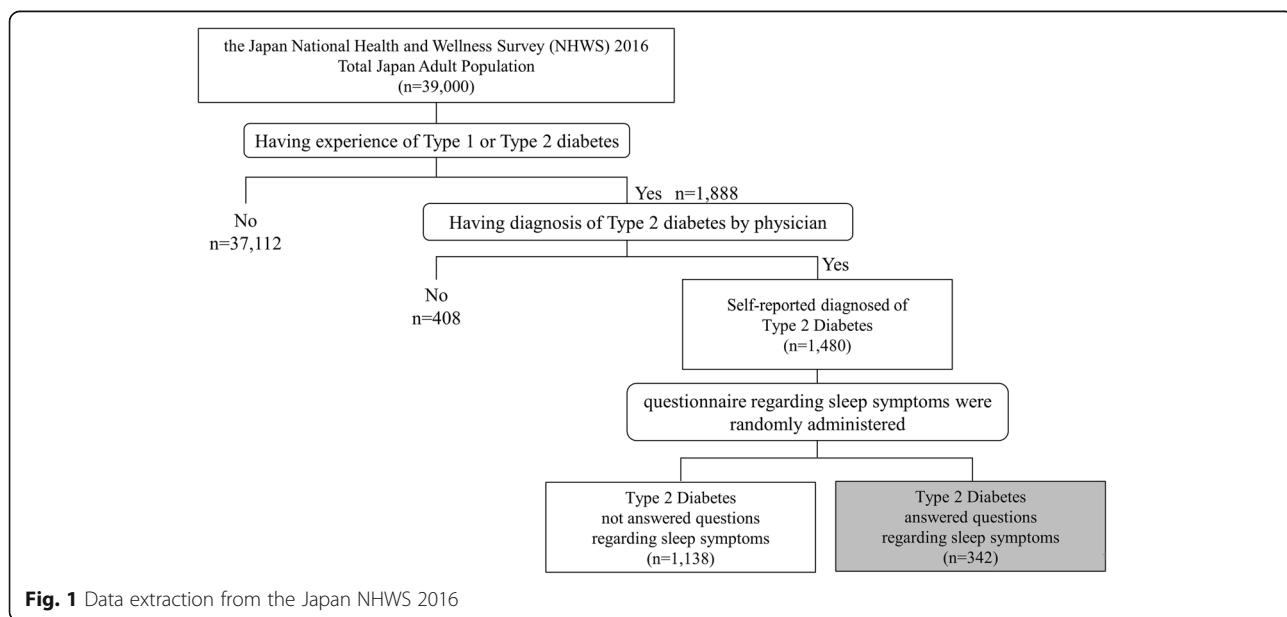 the Japan National Health and Wellness Survey (NHWS) 2016
Total Japan Adult Population
(n=39,000)
Having experience of Type 1 or Type 2 diabetes
No
n=37,112
Yes n=1,888
Having diagnosis of Type 2 diabetes by physician
No
n=408
Yes
Self-reported diagnosed of
Type 2 Diabetes
(n=1,480)
questionnaire regarding sleep symptoms were
randomly administered
Type 2 Diabetes
not answered questions
regarding sleep symptoms
(n=1,138)
Type 2 Diabetes
answered questions
regarding sleep symptoms
(n=342)
Fig. 1 Data extraction from the Japan NHWS 2016